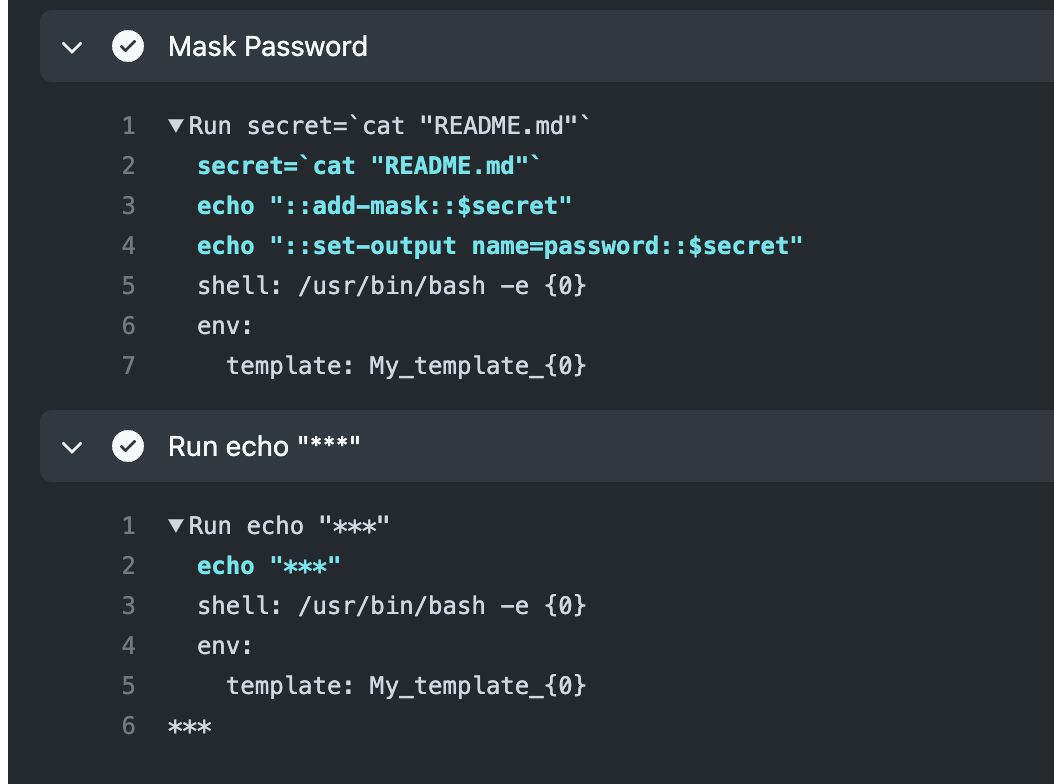 Mask Password
1 ▼Run secret=`cat "README.md"`
2 secret=`cat "README.md"`
3 echo "::add-mask::$secret"
4 echo "::set-output name=password::$secret"
5 shell: /usr/bin/bash -e {0}
6 env:
7 template: My_template_{0}
Run echo "***"
1 ▼Run echo "***"
2 echo "***"
3 shell: /usr/bin/bash -e {0}
4 env:
5 template: My_template_{0}
6 ***